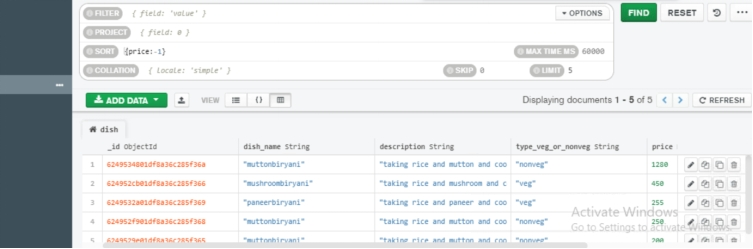 FILTER { field: 'value' } OPTIONS FIND RESET
PROJECT { field: 0 }
SORT {price:-1} MAX TIME MS 60000
COLLATION { locale: 'simple' } SKIP 0 LIMIT 5
ADD DATA VIEW {} Displaying documents 1 - 5 of 5 < > REFRESH
dish
_id ObjectId dish_name String description String type_veg_or_nonveg String price
1 6249534801df8a36c285f36a "muttonbiryani" "taking rice and mutton and coo "nonveg" 1280
2 624952cb01df8a36c285f366 "mushroombiryani" "taking rice and mushroom and c "veg" 450
3 6249532a01df8a36c285f369 "paneerbiryani" "taking rice and paneer and coo "veg" 255
Activate Windows
4 624952f901df8a36c285f368 "muttonbiryani" "taking rice and mutton and coo "nonveg" 250
Go to Settings to activate Windows.
5 6249529e01df8a36c285f365 "muttonbiryani" "taking rice and mutton and coo "nonveg" 200